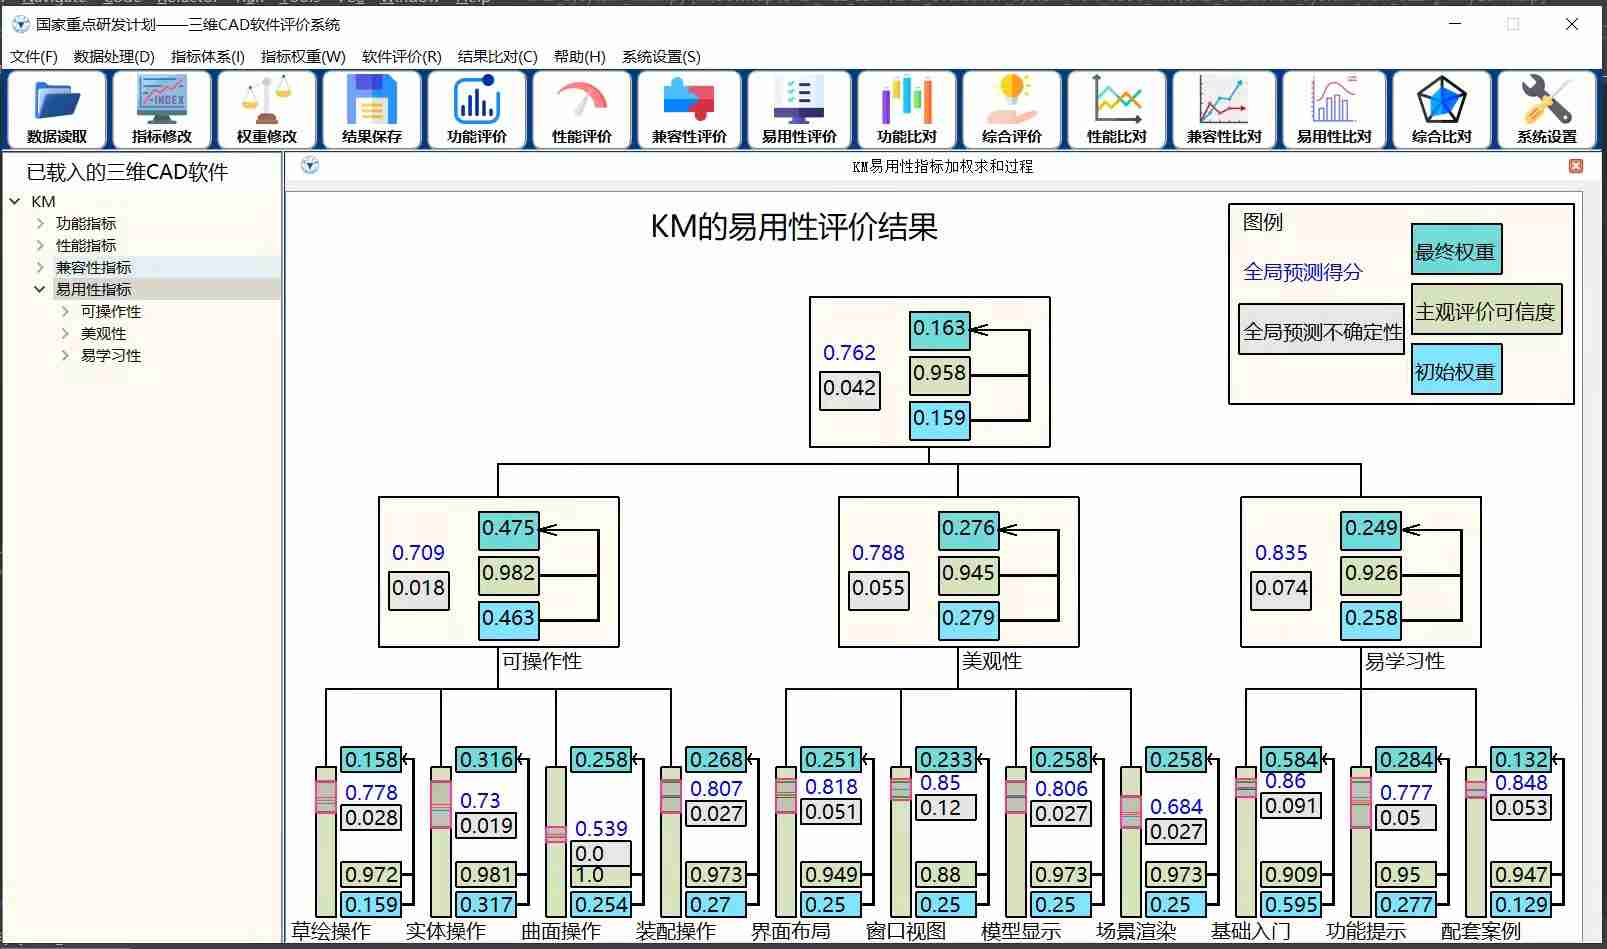 国家重点研发计划——三维CAD软件评价系统
文件(F) 数据处理(D) 指标体系(I) 指标权重(W) 软件评价(R) 结果比对(C) 帮助(H) 系统设置(S)
INDEX
数据读取 指标修改 权重修改 结果保存 功能评价 性能评价 兼容性评价 易用性评价 功能比对 综合评价 性能比对 兼容性比对 易用性比对 综合比对 系统设置
已载入的三维CAD软件
KM
功能指标
性能指标
兼容性指标
易用性指标
可操作性
美观性
易学习性
KM易用性指标加权求和过程
KM的易用性评价结果
图例
全局预测得分
全局预测不确定性
最终权重
主观评价可信度
初始权重
0.762
0.042
0.163
0.958
0.159
0.709
0.018
0.475
0.982
0.463
可操作性
0.788
0.055
0.276
0.945
0.279
美观性
0.835
0.074
0.249
0.926
0.258
易学习性
0.158 0.316 0.258 0.268 0.251 0.233 0.258 0.258 0.584 0.284 0.132
0.778 0.73 0.539 0.807 0.818 0.85 0.806 0.684 0.86 0.777 0.848
0.028 0.019 0.0 0.027 0.051 0.12 0.027 0.027 0.091 0.05 0.053
0.972 0.981 1.0 0.973 0.949 0.88 0.973 0.973 0.909 0.95 0.947
0.159 0.317 0.254 0.27 0.25 0.25 0.25 0.25 0.595 0.277 0.129
草绘操作 实体操作 曲面操作 装配操作 界面布局 窗口视图 模型显示 场景渲染 基础入门 功能提示 配套案例